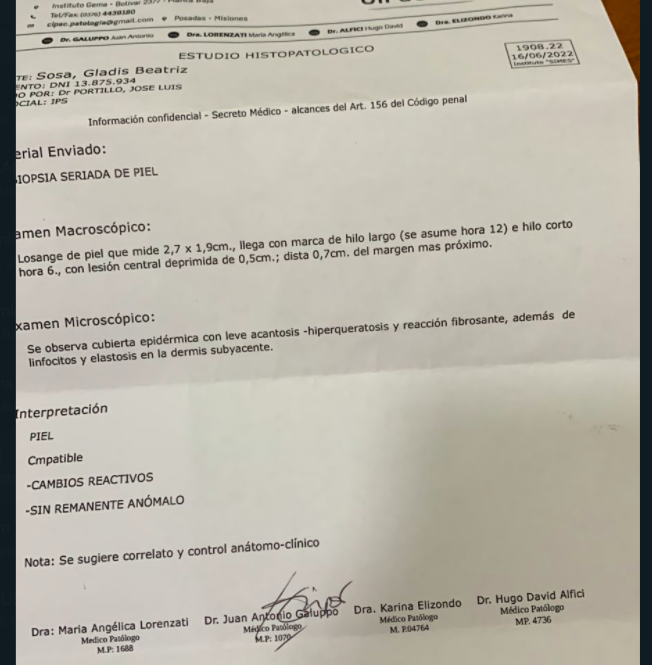 Instituto Gema - Bolivar 2377 - Planta Baja
Tel/Fax (0376) 4439180
cipac.patologia@gmail.com Posadas - Misiones
Dr. GALUPPO Juan Antonio Dra. LORENZATI María Angélica Dr. ALFICI Hugo David Dra. ELIZONDO Karina
ESTUDIO HISTOPATOLOGICO
1908.22
16/06/2022
Instituto "SIMES"
TE: Sosa, Gladis Beatriz
ENTO: DNI 13.875.934
O POR: Dr PORTILLO, JOSE LUIS
OCIAL: IPS
Información confidencial - Secreto Médico - alcances del Art. 156 del Código penal
erial Enviado:
IOPSIA SERIADA DE PIEL
amen Macroscópico:
Losange de piel que mide 2,7 x 1,9cm., llega con marca de hilo largo (se asume hora 12) e hilo corto
hora 6., con lesión central deprimida de 0,5cm.; dista 0,7cm. del margen mas próximo.
xamen Microscópico:
Se observa cubierta epidérmica con leve acantosis -hiperqueratosis y reacción fibrosante, además de
linfocitos y elastosis en la dermis subyacente.
Interpretación
PIEL
Cmpatible
-CAMBIOS REACTIVOS
-SIN REMANENTE ANÓMALO
Nota: Se sugiere correlato y control anátomo-clínico
Dra: Maria Angélica Lorenzati Dr. Juan Antonio Galuppo Dra. Karina Elizondo Dr. Hugo David Alfici
Medico Patólogo Médico Patólogo Médico Patólogo Médico Patólogo
M.P: 1688 M.P.: 1070 M. P.04764 MP. 4736